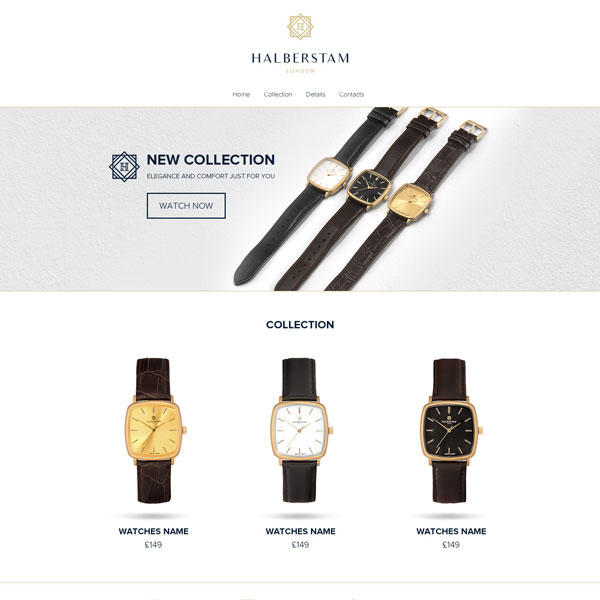 HALBERSTAM
LONDON
Home Collection Details Contacts
NEW COLLECTION
ELEGANCE AND COMFORT JUST FOR YOU
WATCH NOW
COLLECTION
HALBERSTAM
WATCHES NAME
£149
WATCHES NAME
£149
WATCHES NAME
£149